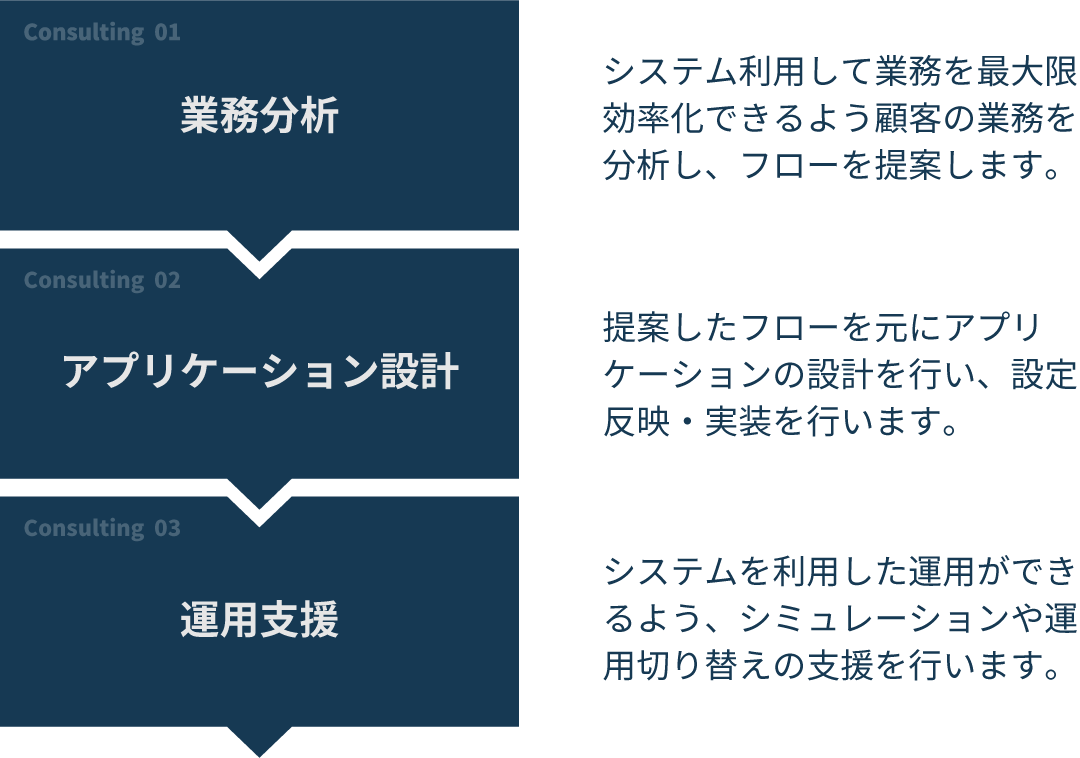 Consulting 01
業務分析
システム利用して業務を最大限
効率化できるよう顧客の業務を
分析し、フローを提案します。
Consulting 02
アプリケーション設計
提案したフローを元にアプリ
ケーションの設計を行い、設定
反映・実装を行います。
Consulting 03
運用支援
システムを利用した運用ができ
るよう、シミュレーションや運
用切り替えの支援を行います。